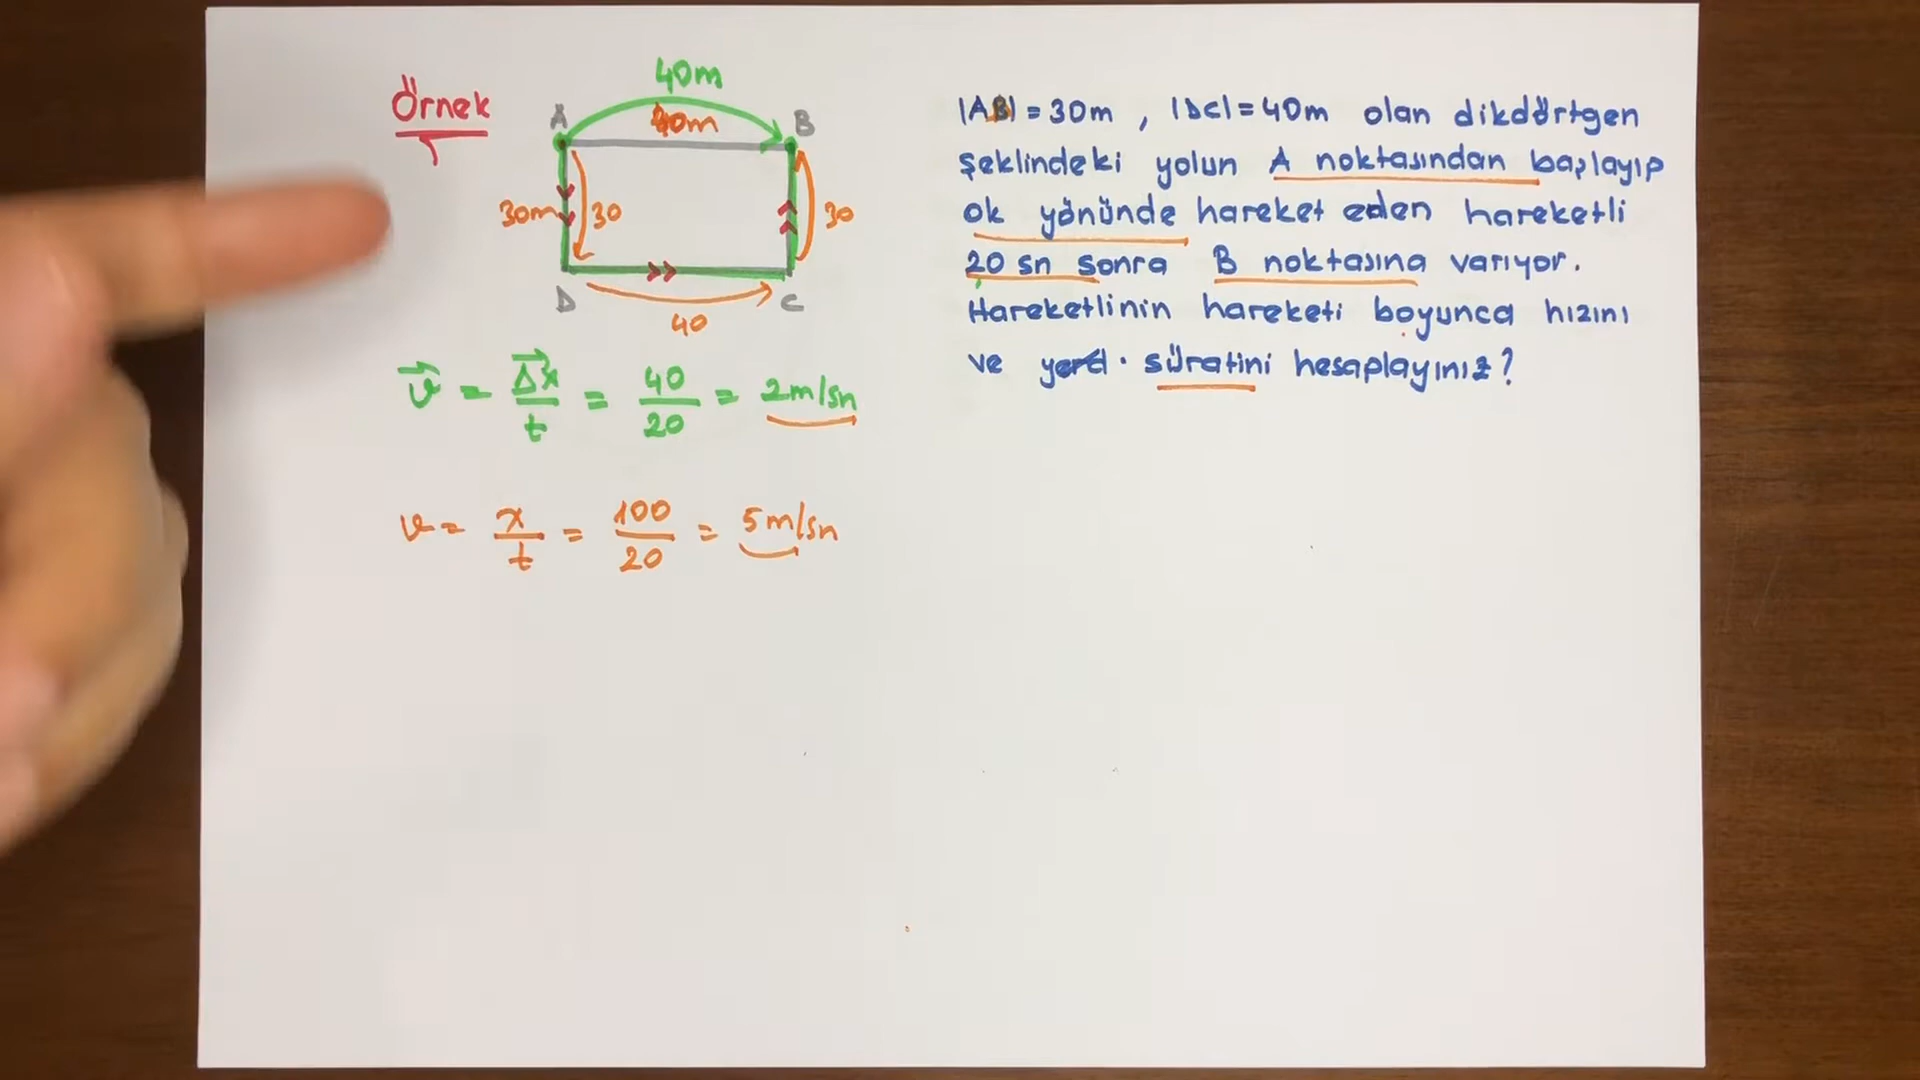 Örnek
40m
A
40m
B
30m
30
30
D
C
40
v = Δx/t = 40/20 = 2m/sn
v = x/t = 100/20 = 5m/sn
|AB| = 30m , |DC| = 40m olan dikdörtgen
şeklindeki yolun A noktasından başlayıp
ok yönünde hareket eden hareketli
20 sn sonra B noktasına varıyor.
Hareketlinin hareketi boyunca hızını
ve süratini hesaplayınız?